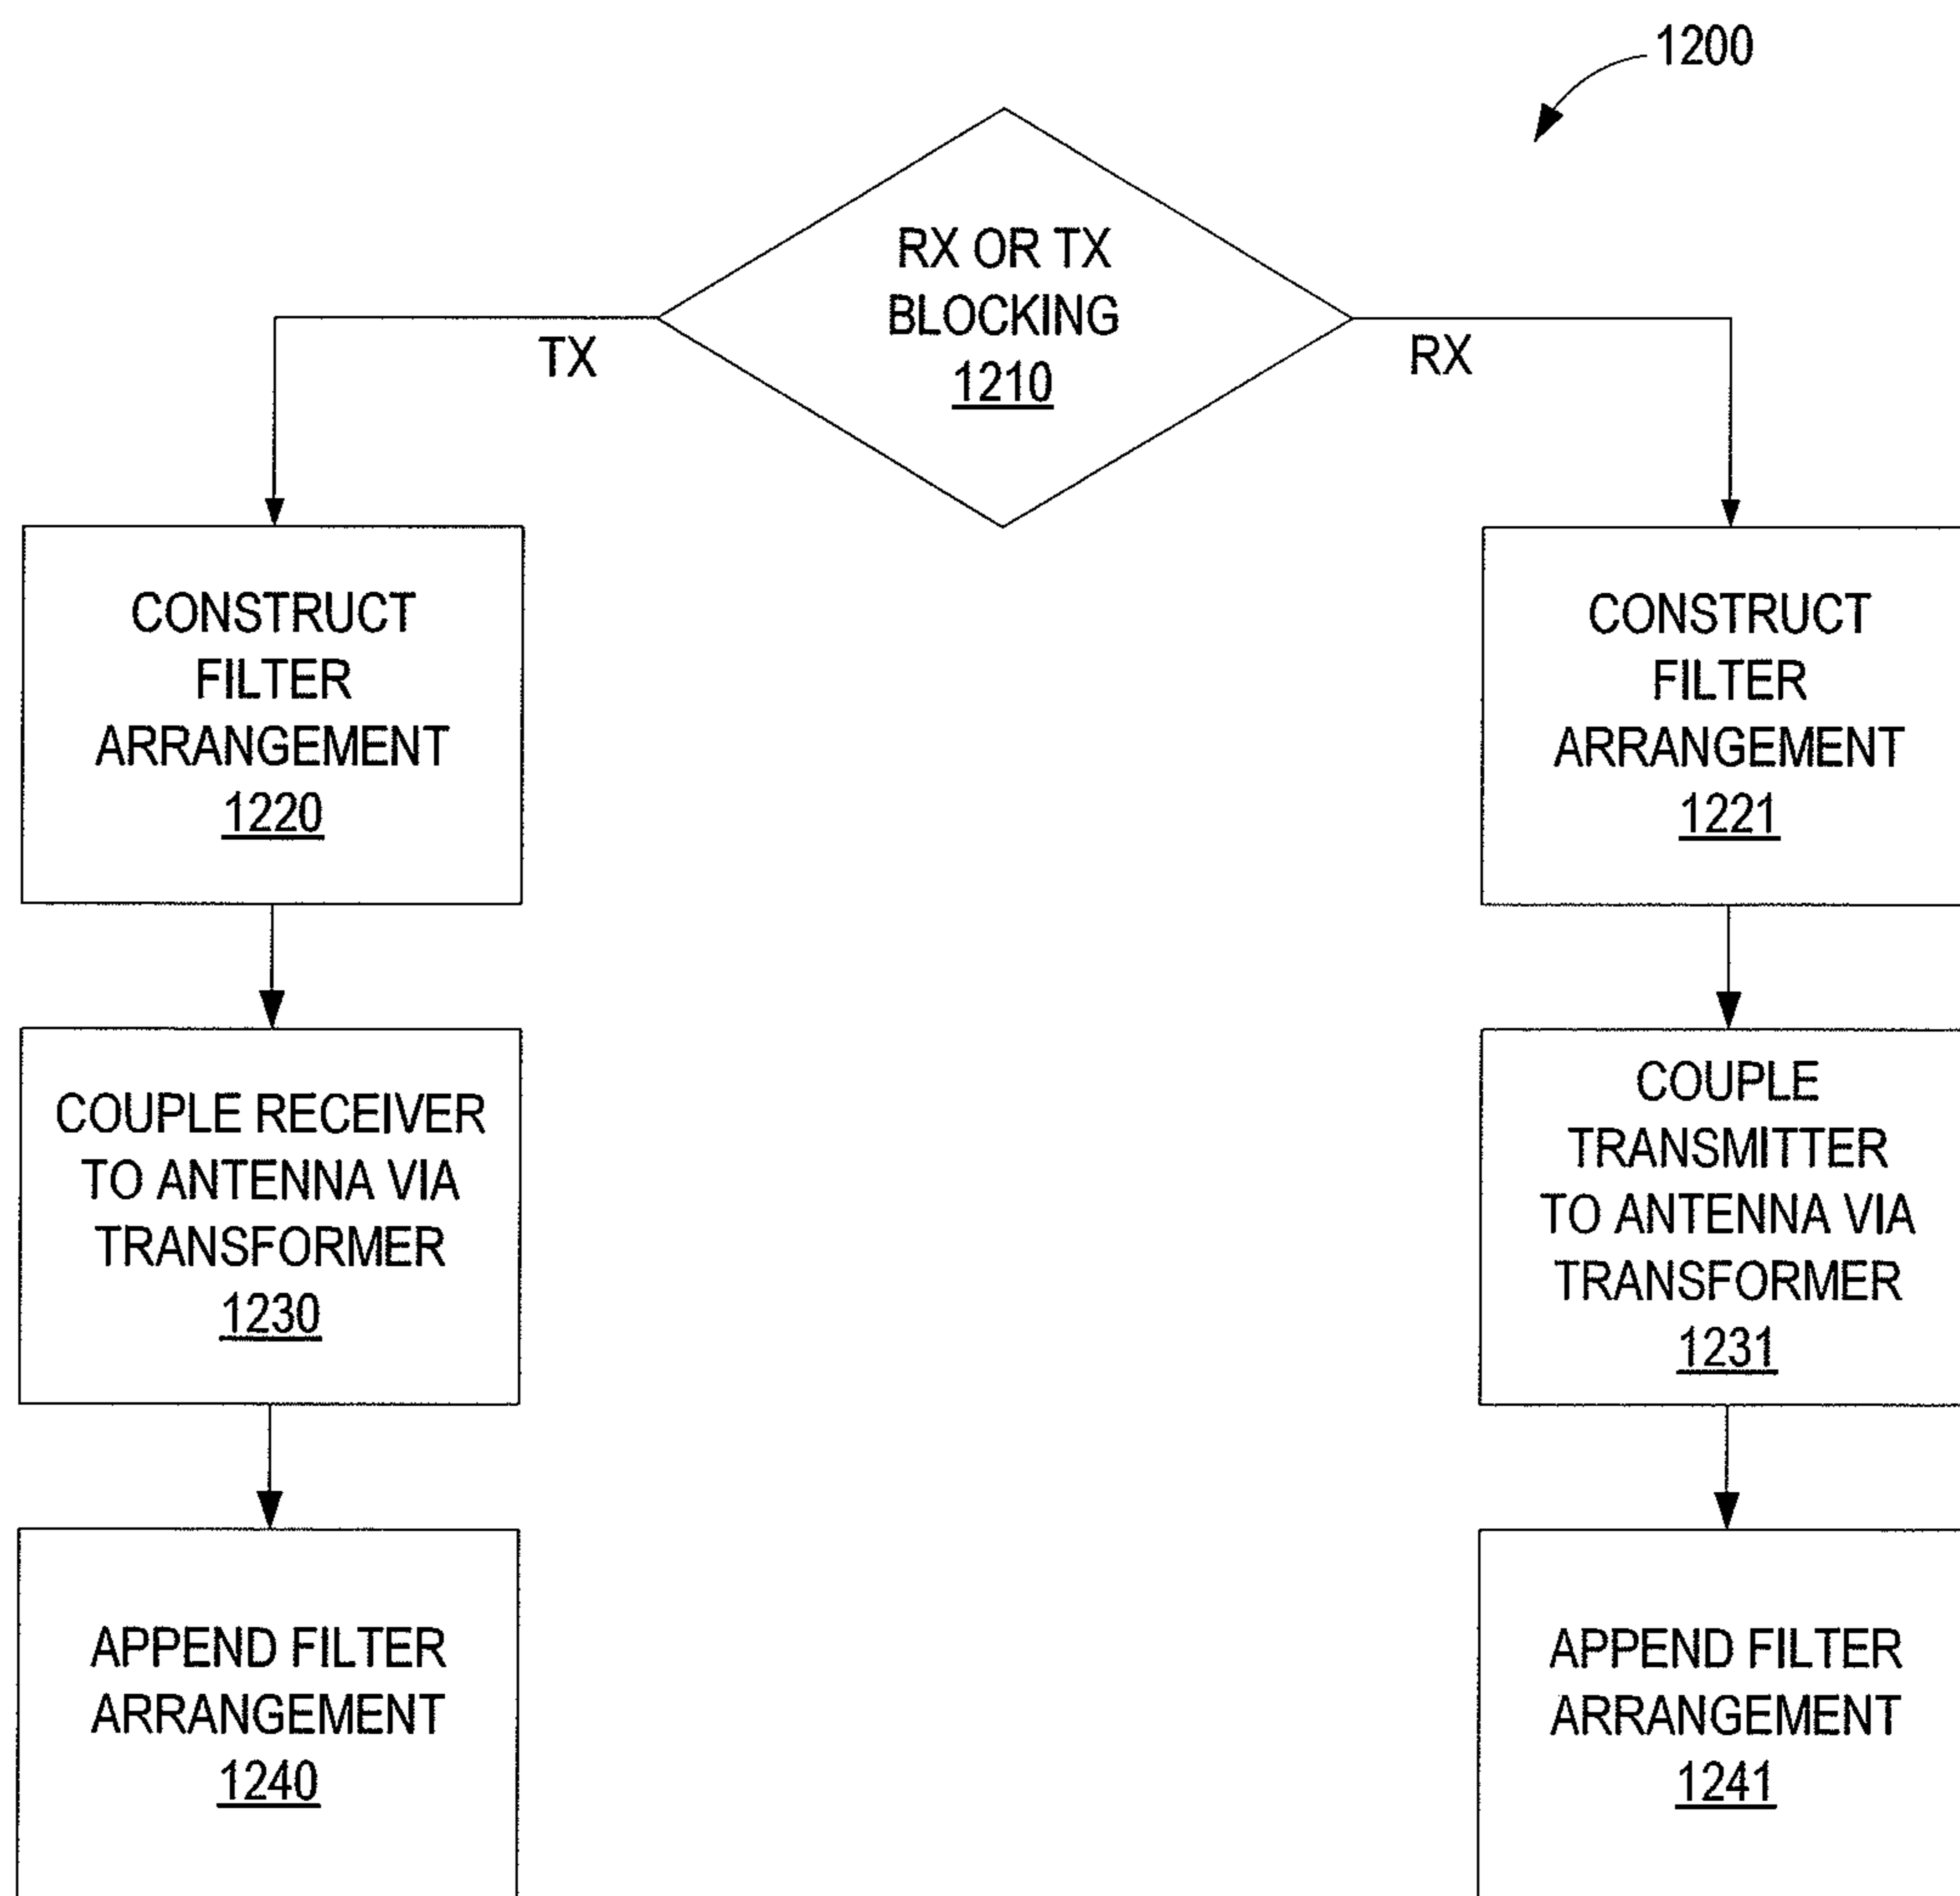 1200
RX OR TX
BLOCKING
1210
TX
RX
CONSTRUCT
FILTER
ARRANGEMENT
1220
CONSTRUCT
FILTER
ARRANGEMENT
1221
COUPLE RECEIVER
TO ANTENNA VIA
TRANSFORMER
1230
COUPLE
TRANSMITTER
TO ANTENNA VIA
TRANSFORMER
1231
APPEND FILTER
ARRANGEMENT
1240
APPEND FILTER
ARRANGEMENT
1241